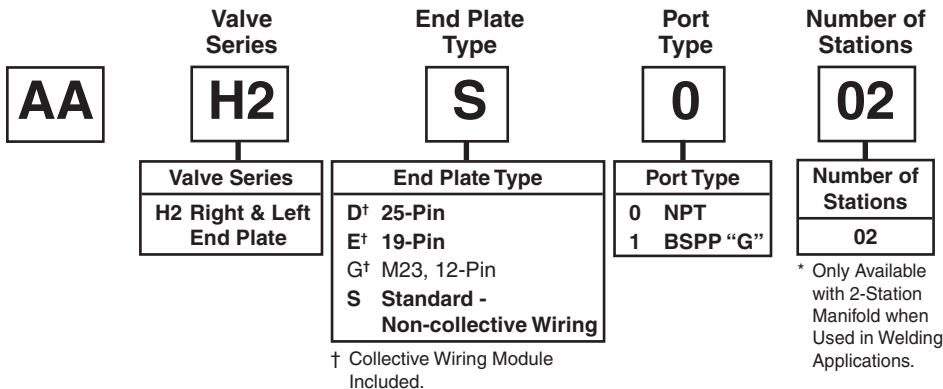 Valve Series
End Plate Type
Port Type
Number of Stations
AA
H2
S
0
02
Valve Series
H2 Right & Left
End Plate
End Plate Type
D† 25-Pin
E† 19-Pin
G† M23, 12-Pin
S Standard -
Non-collective Wiring
† Collective Wiring Module
Included.
Port Type
0 NPT
1 BSPP “G”
Number of
Stations
02
* Only Available
with 2-Station
Manifold when
Used in Welding
Applications.